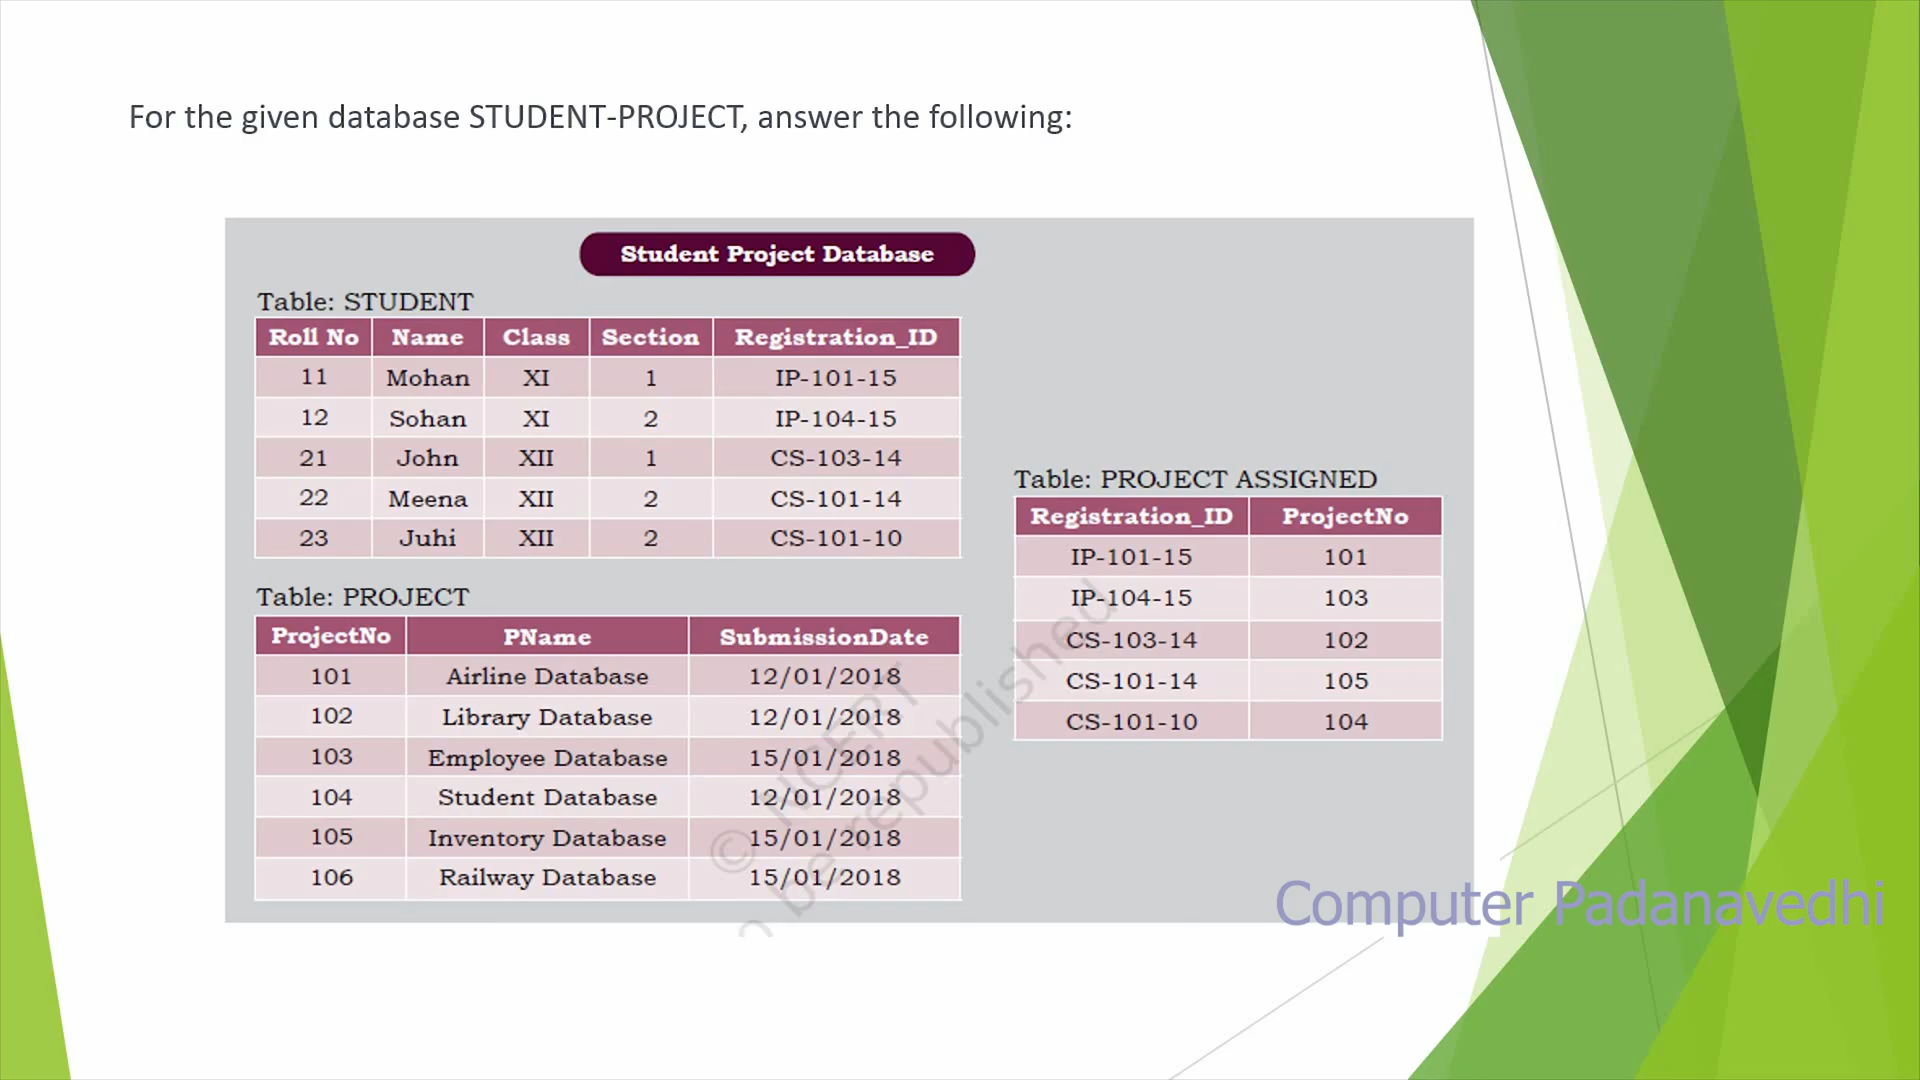 For the given database STUDENT-PROJECT, answer the following:
Student Project Database
Table: STUDENT
Roll No Name Class Section Registration_ID
11 Mohan XI 1 IP-101-15
12 Sohan XI 2 IP-104-15
21 John XII 1 CS-103-14
22 Meena XII 2 CS-101-14
23 Juhi XII 2 CS-101-10
Table: PROJECT
ProjectNo PName SubmissionDate
101 Airline Database 12/01/2018
102 Library Database 12/01/2018
103 Employee Database 15/01/2018
104 Student Database 12/01/2018
105 Inventory Database 15/01/2018
106 Railway Database 15/01/2018
Table: PROJECT ASSIGNED
Registration_ID ProjectNo
IP-101-15 101
IP-104-15 103
CS-103-14 102
CS-101-14 105
CS-101-10 104
© NCERT
be republished
Computer Padanavedhi